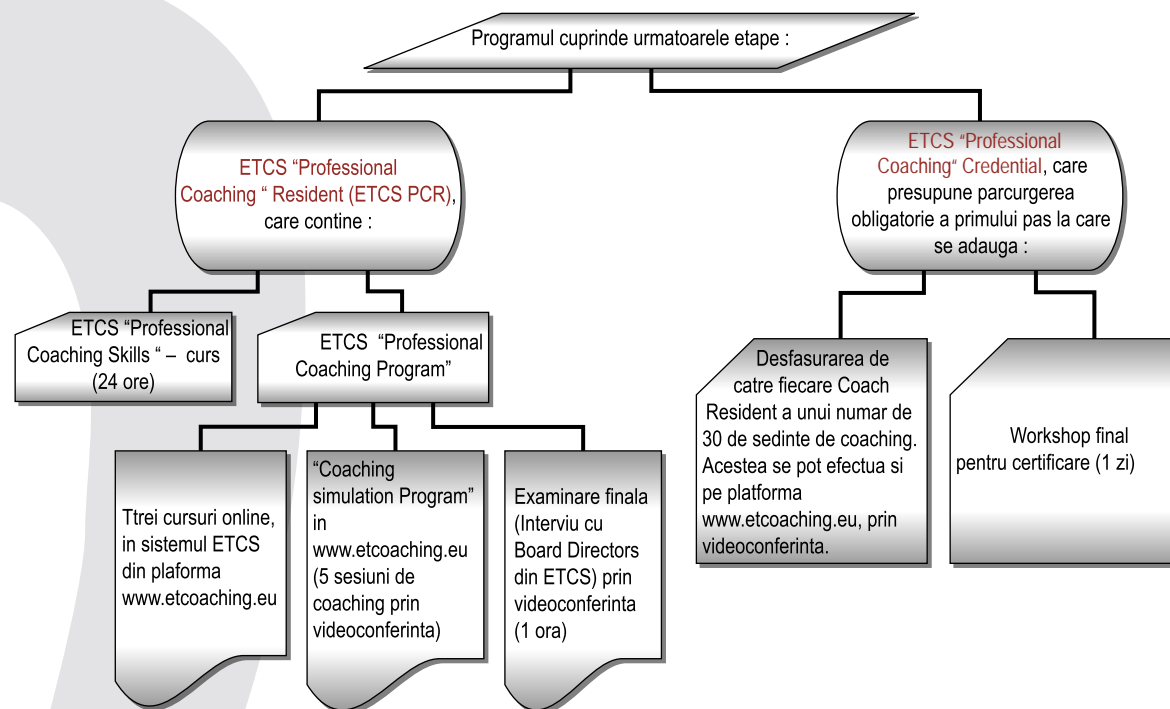 Programul cuprinde urmatoarele etape :
ETCS “Professional
Coaching “ Resident (ETCS PCR),
care contine :
ETCS “Professional
Coaching“ Credential, care
presupune parcurgerea
obligatorie a primului pas la care
se adauga :
ETCS “Professional
Coaching Skills “ – curs
(24 ore)
ETCS “Professional
Coaching Program”
Ttrei cursuri online,
in sistemul ETCS
din plaforma
www.etcoaching.eu
“Coaching
simulation Program”
in
www.etcoaching.eu
(5 sesiuni de
coaching prin
videoconferinta)
Examinare finala
(Interviu cu
Board Directors
din ETCS) prin
videoconferinta
(1 ora)
Desfasurarea de
catre fiecare Coach
Resident a unui numar de
30 de sedinte de coaching.
Acestea se pot efectua si
pe platforma
www.etcoaching.eu, prin
videoconferinta.
Workshop final
pentru certificare (1 zi)